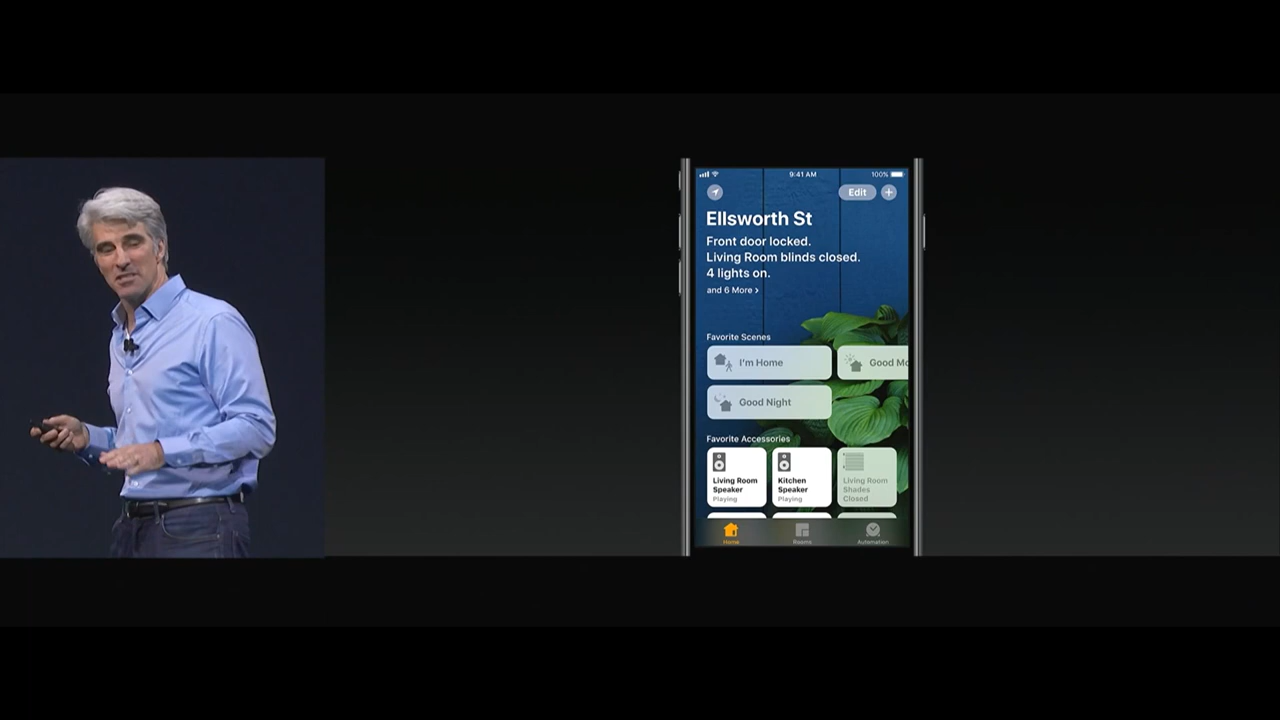 9:41 AM
100%
Edit
Ellsworth St
Front door locked.
Living Room blinds closed.
4 lights on.
and 6 More >
Favorite Scenes
I'm Home
Good Mo
Good Night
Favorite Accessories
Living Room
Speaker
Playing
Kitchen
Speaker
Playing
Living Room
Shades
Closed
Home
Rooms
Automation